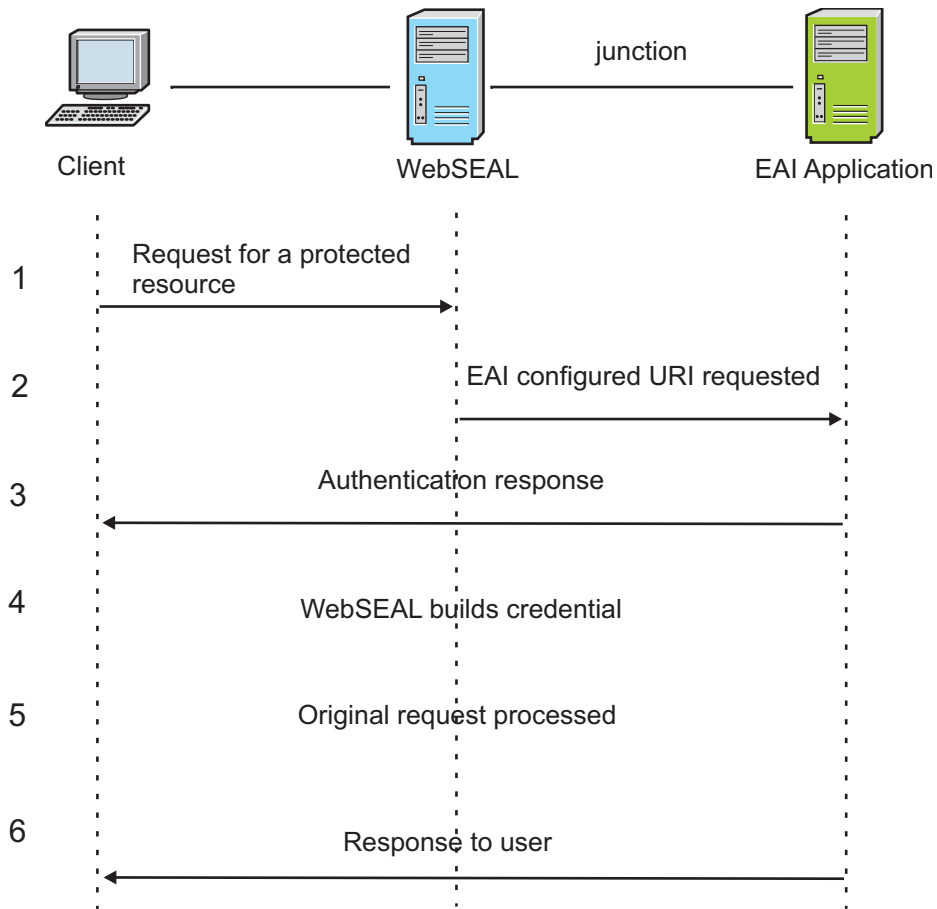 junction
Client
WebSEAL
EAI Application
1
Request for a protected
resource
2
EAI configured URI requested
3
Authentication response
4
WebSEAL builds credential
5
Original request processed
6
Response to user